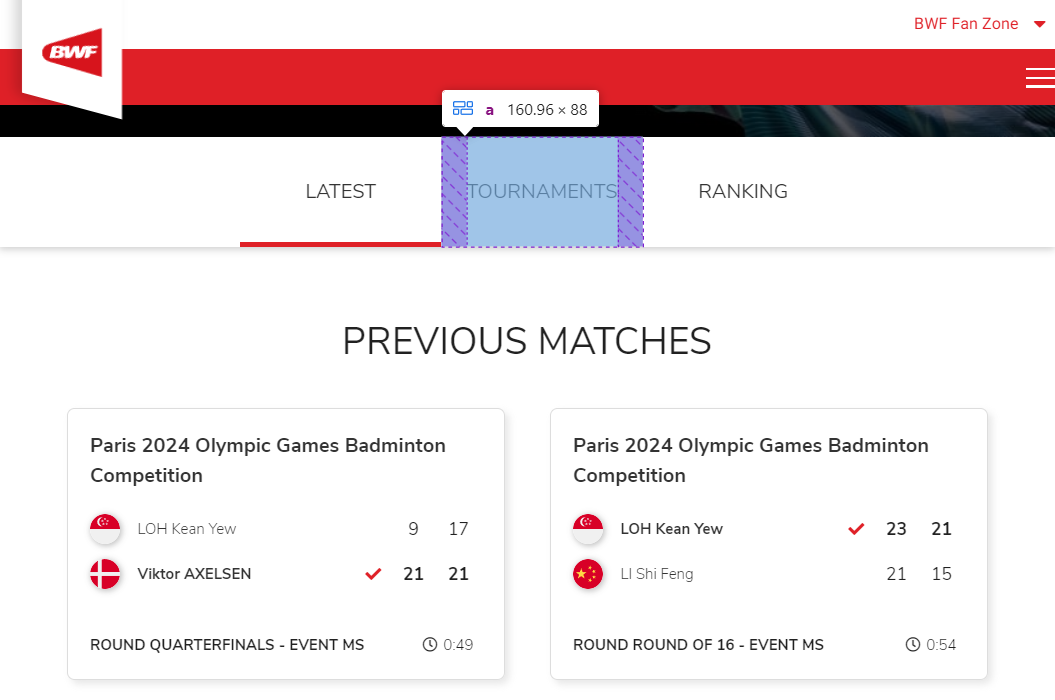 BWF Fan Zone
BWF
a 160.96 × 88
LATEST TOURNAMENTS RANKING
PREVIOUS MATCHES
Paris 2024 Olympic Games Badminton
Competition
LOH Kean Yew 9 17
Viktor AXELSEN 21 21
ROUND QUARTERFINALS - EVENT MS 0:49
Paris 2024 Olympic Games Badminton
Competition
LOH Kean Yew 23 21
LI Shi Feng 21 15
ROUND ROUND OF 16 - EVENT MS 0:54